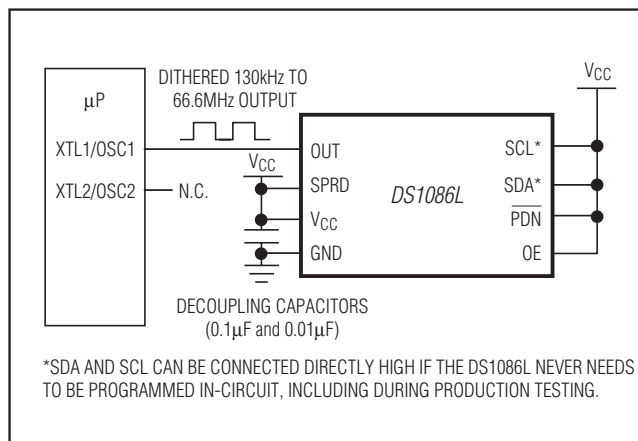 μP
XTL1/OSC1
XTL2/OSC2
N.C.
DITHERED 130kHz TO
66.6MHz OUTPUT
VCC
OUT
SPRD
VCC
GND
DS1086L
SCL*
SDA*
PDN
OE
VCC
DECOUPLING CAPACITORS
(0.1μF and 0.01μF)
*SDA AND SCL CAN BE CONNECTED DIRECTLY HIGH IF THE DS1086L NEVER NEEDS
TO BE PROGRAMMED IN-CIRCUIT, INCLUDING DURING PRODUCTION TESTING.